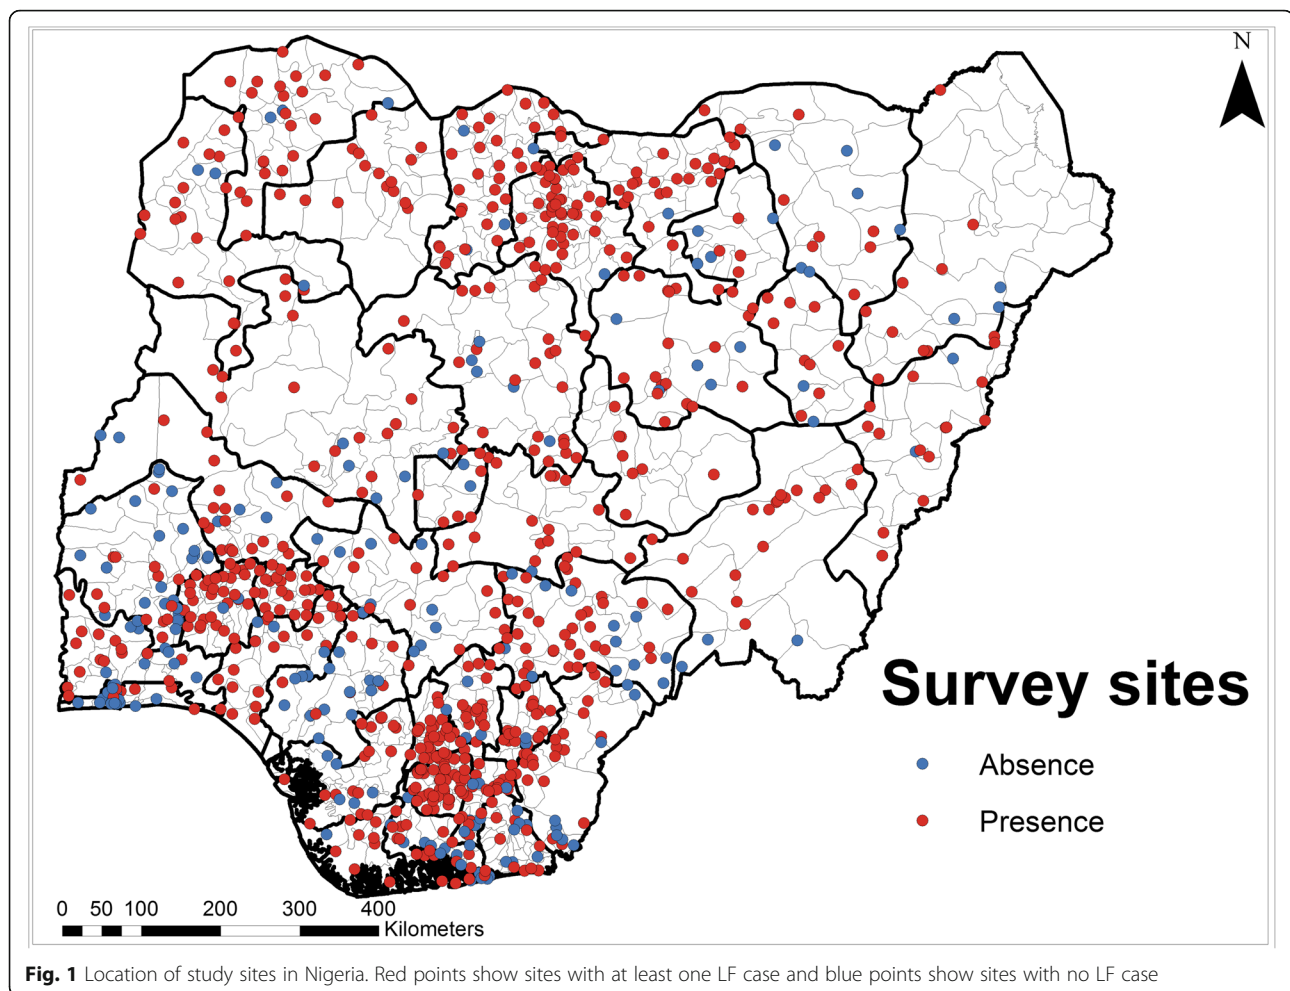 N
Survey sites
Absence
Presence
0 50 100 200 300 400
Kilometers
Fig. 1 Location of study sites in Nigeria. Red points show sites with at least one LF case and blue points show sites with no LF case